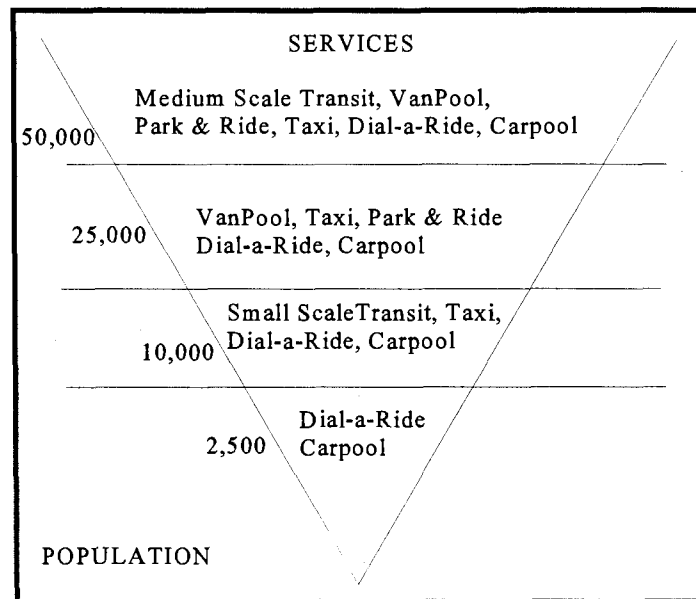 SERVICES
Medium Scale Transit, VanPool,
Park & Ride, Taxi, Dial-a-Ride, Carpool
50,000
VanPool, Taxi, Park & Ride
25,000
Dial-a-Ride, Carpool
Small ScaleTransit, Taxi,
Dial-a-Ride, Carpool
10,000
Dial-a-Ride
2,500
Carpool
POPULATION